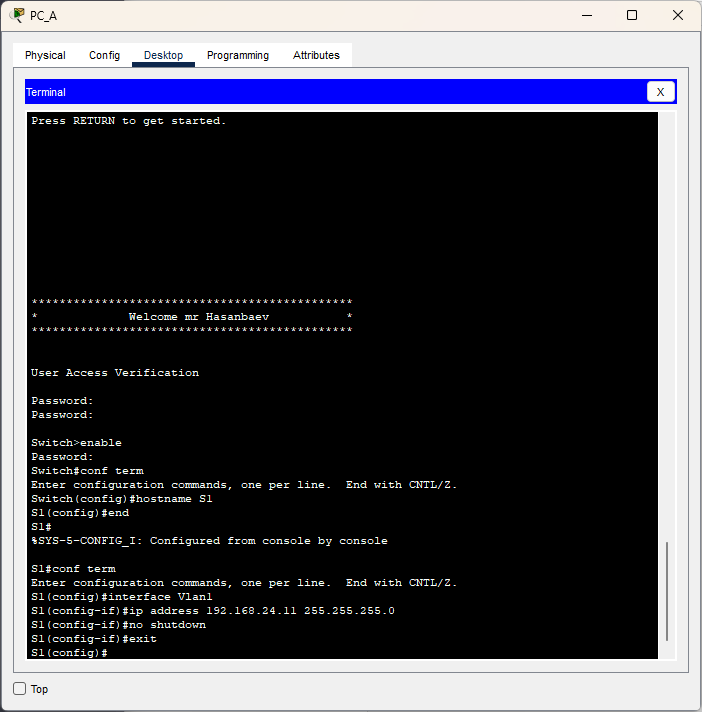 PC_A
Physical Config Desktop Programming Attributes
Terminal
X
Press RETURN to get started.
**********************************************
*             Welcome mr Hasanbaev           *
**********************************************
User Access Verification
Password:
Password:
Switch>enable
Password:
Switch#conf term
Enter configuration commands, one per line.  End with CNTL/Z.
Switch(config)#hostname S1
S1(config)#end
S1#
%SYS-5-CONFIG_I: Configured from console by console
S1#conf term
Enter configuration commands, one per line.  End with CNTL/Z.
S1(config)#interface Vlan1
S1(config-if)#ip address 192.168.24.11 255.255.255.0
S1(config-if)#no shutdown
S1(config-if)#exit
S1(config)#
Top